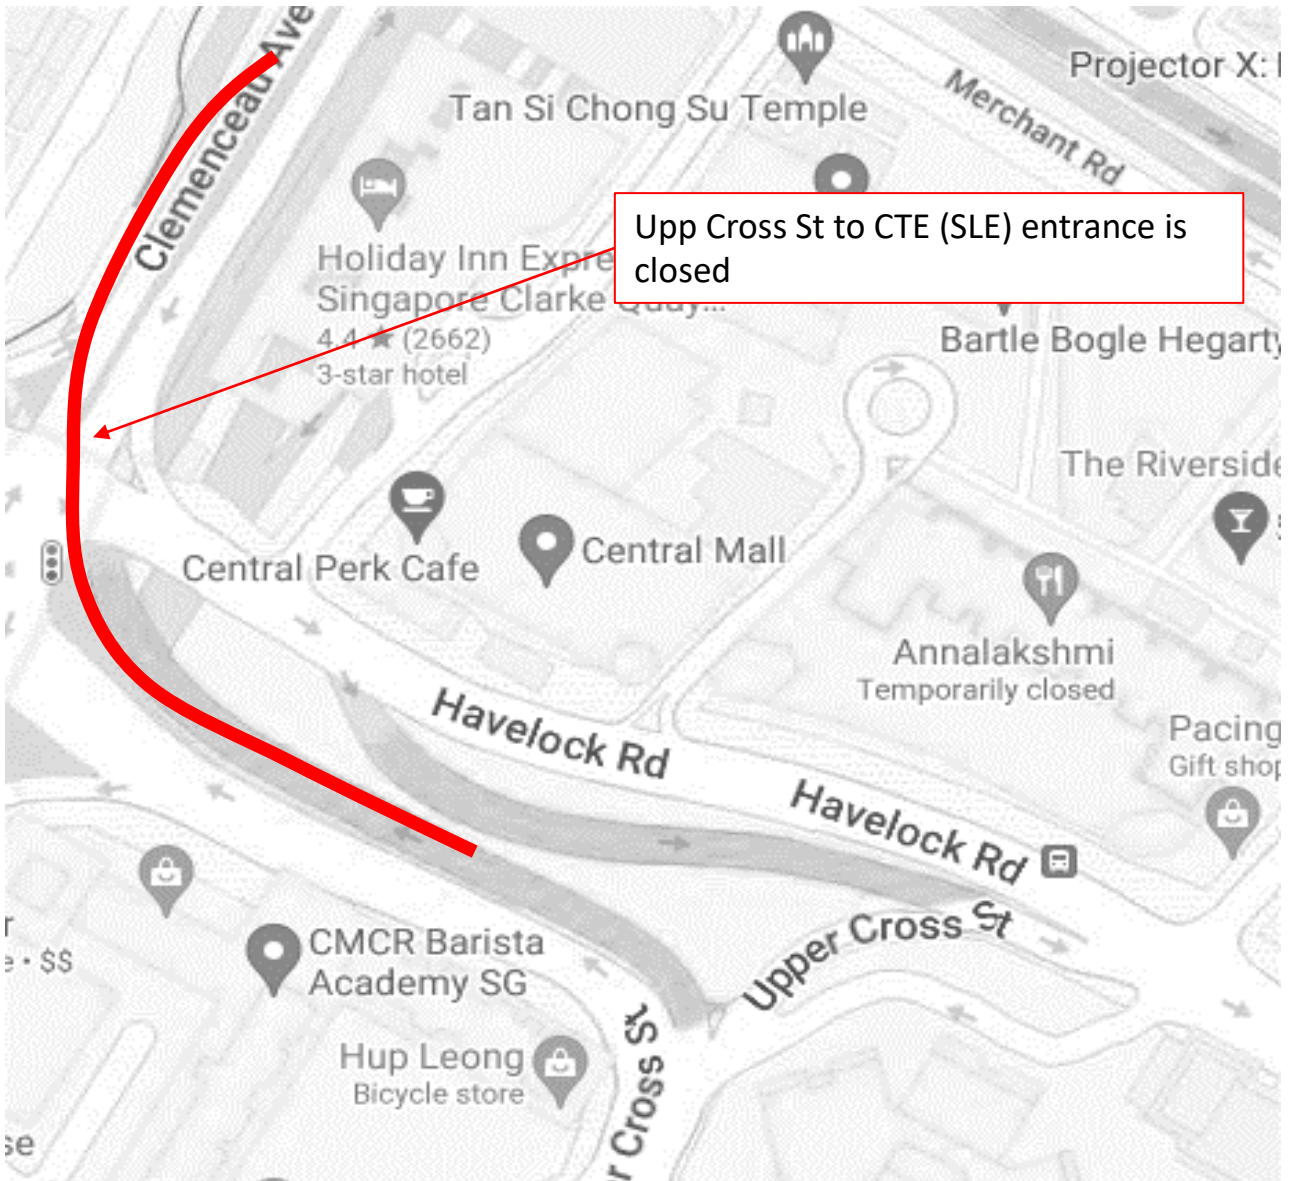 Clemenceau Ave
Tan Si Chong Su Temple
Projector X:
Merchant Rd
Upp Cross St to CTE (SLE) entrance is
closed
Holiday Inn Expre
Singapore Clarke Quay...
4.4 ★ (2662)
3-star hotel
Bartle Bogle Hegarty
The Riverside
Central Perk Cafe
Central Mall
Annalakshmi
Temporarily closed
Havelock Rd
Pacing
Gift shop
Havelock Rd
Upper Cross St
CMCR Barista
Academy SG
· $$
Hup Leong
Bicycle store
r Cross St
se